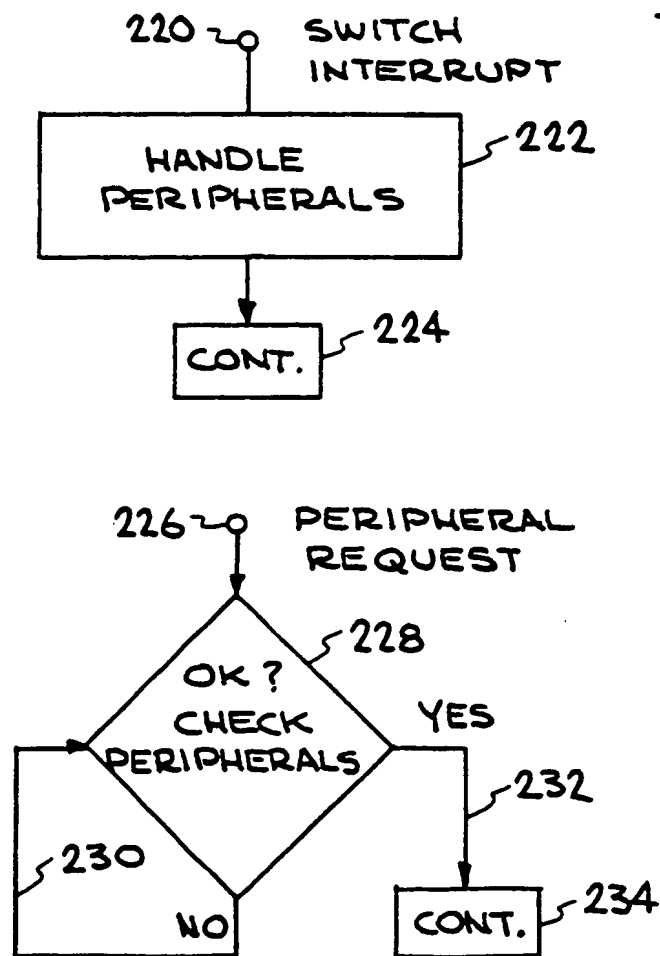 220 SWITCH
INTERRUPT
222
HANDLE
PERIPHERALS
224
CONT.
226 PERIPHERAL
REQUEST
228
OK?
CHECK
PERIPHERALS
YES
232
230
NO
CONT.
234